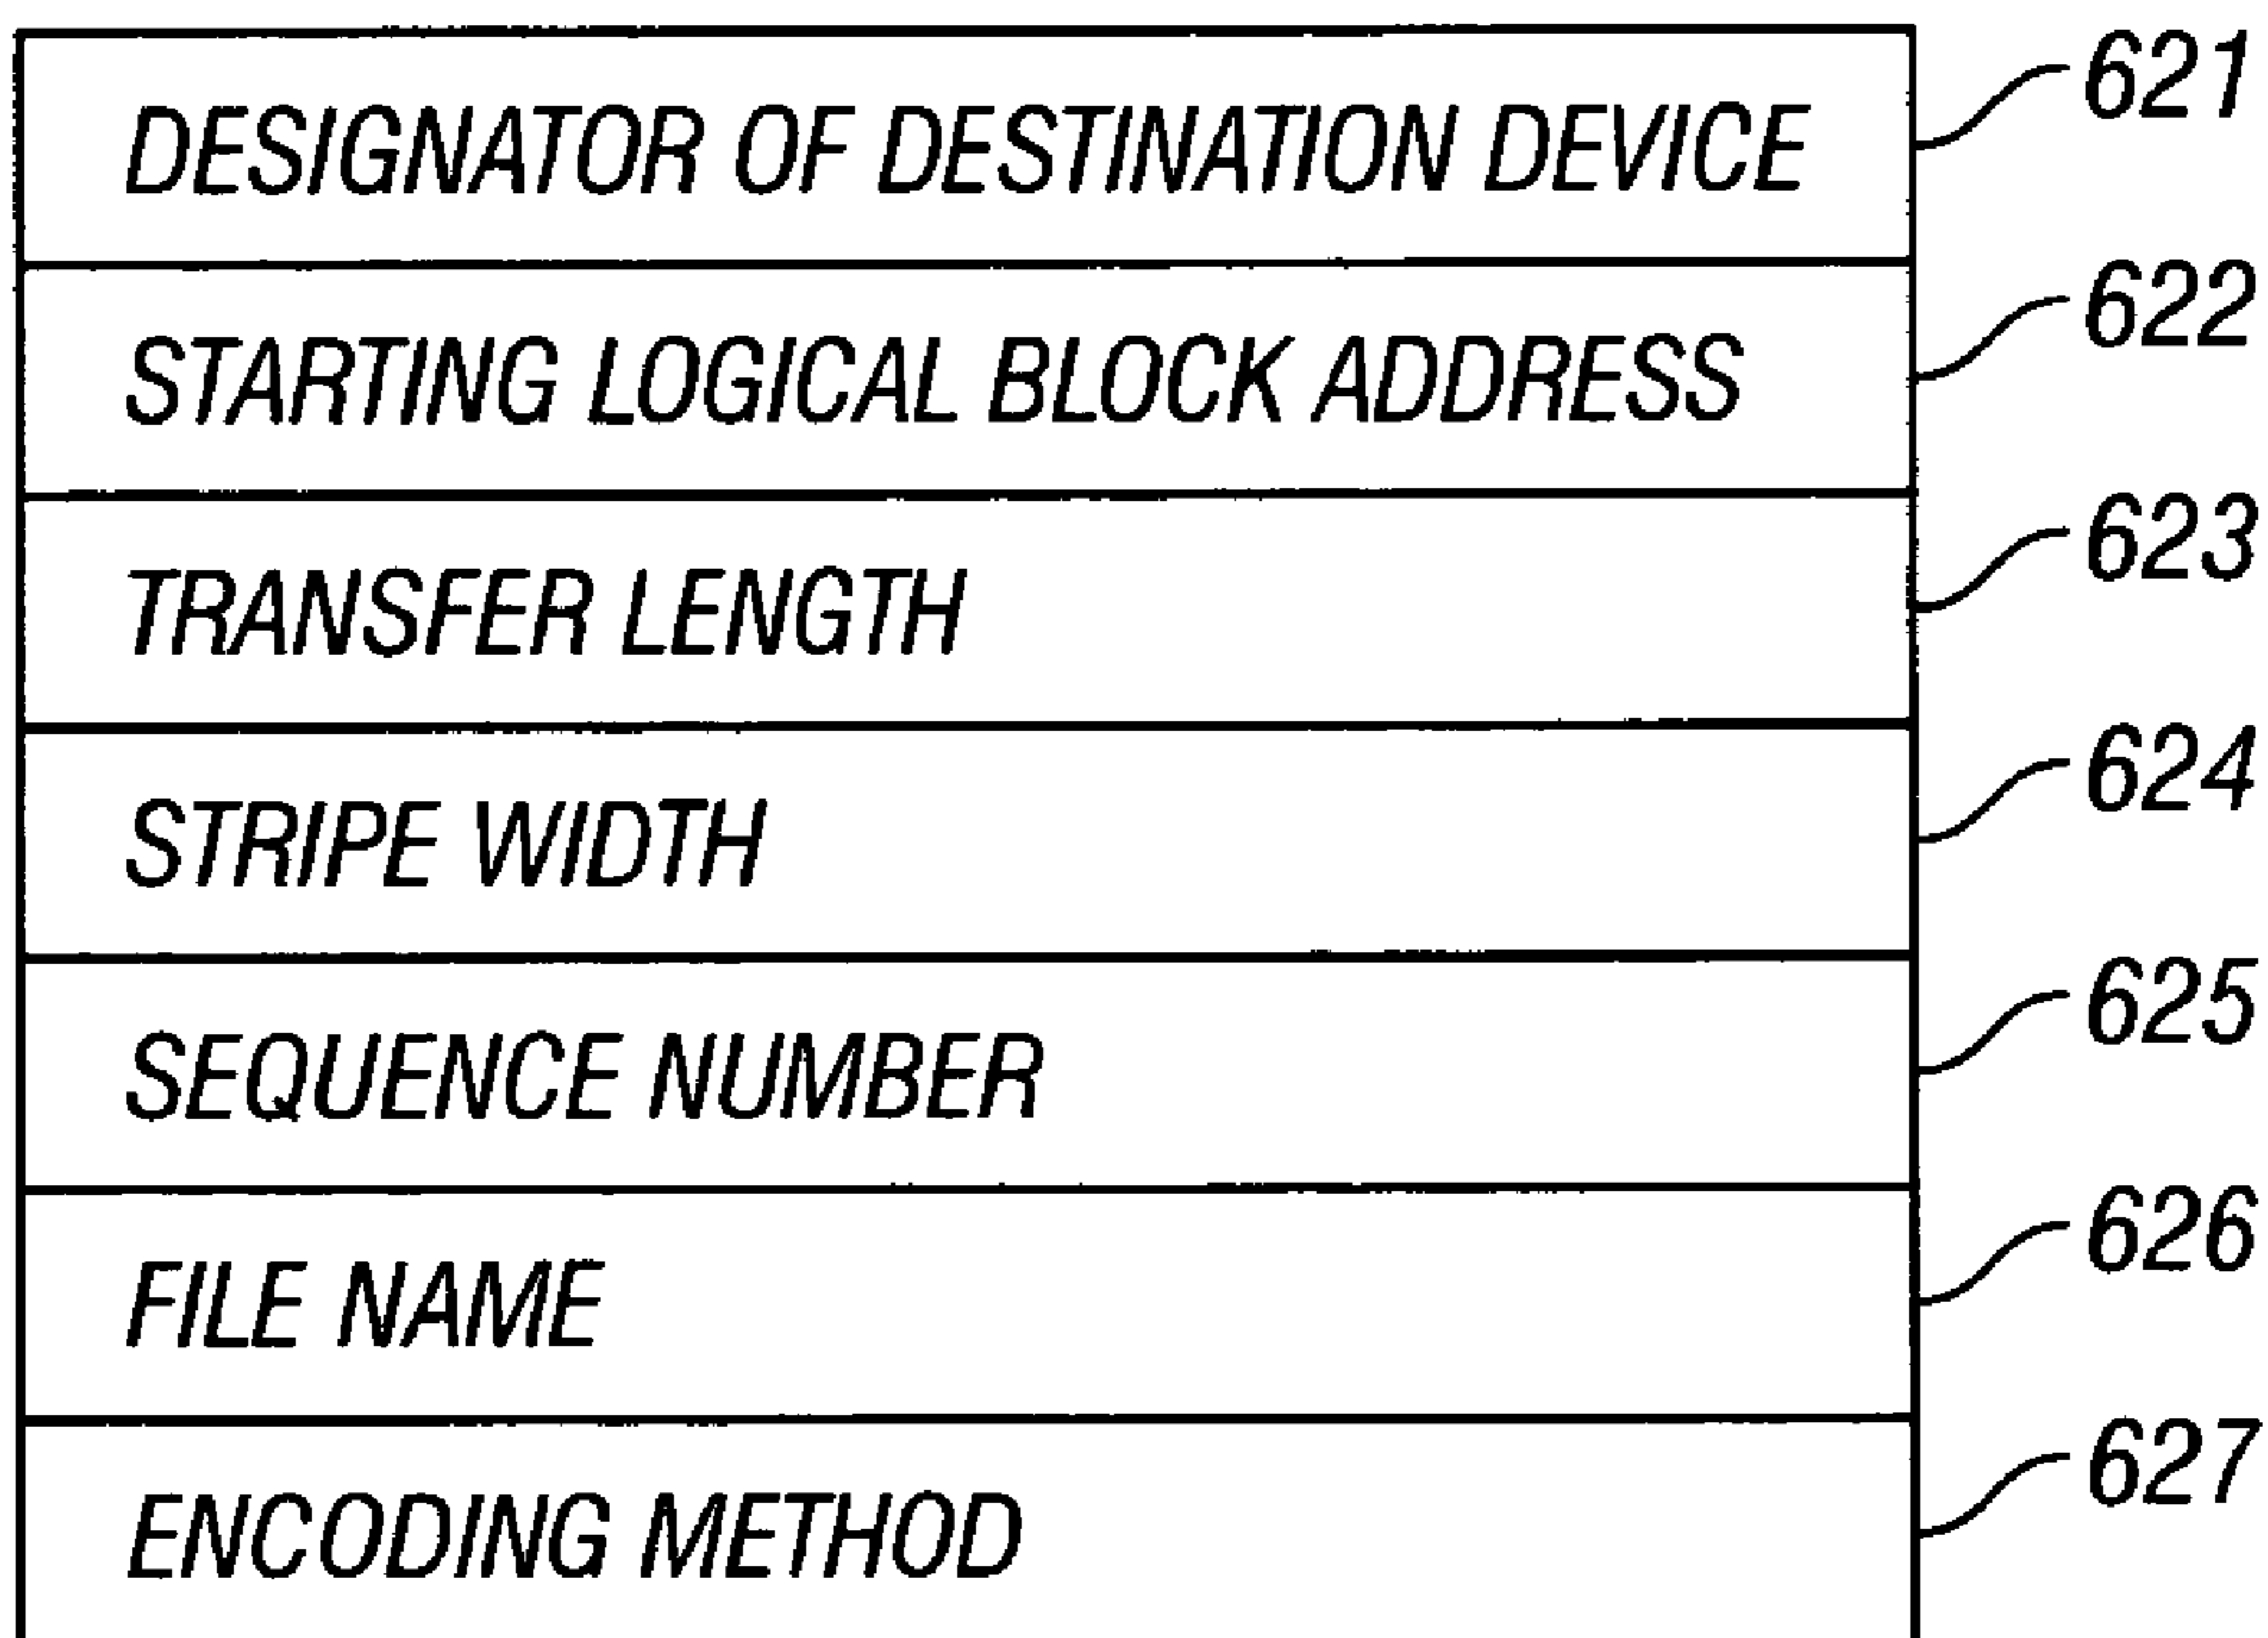 DESIGNATOR OF DESTINATION DEVICE 621
STARTING LOGICAL BLOCK ADDRESS 622
TRANSFER LENGTH 623
STRIPE WIDTH 624
SEQUENCE NUMBER 625
FILE NAME 626
ENCODING METHOD 627